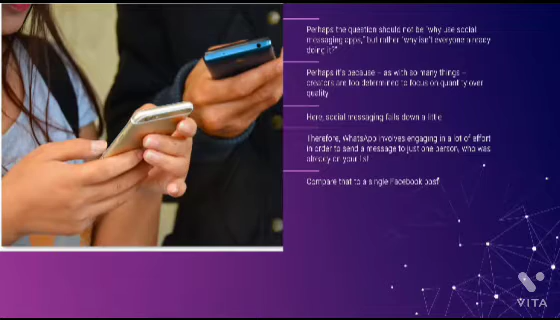 Perhaps the question should not be "why use social
messaging apps," but rather "why isn't everyone already
doing it?"
Perhaps it's because – as with so many things –
creators are too determined to focus on quantity over
quality
Here, social messaging falls down a little
Therefore, WhatsApp involves engaging in a lot of effort
in order to send a message to just one person, who was
already on your list
Compare that to a single Facebook post
VITA